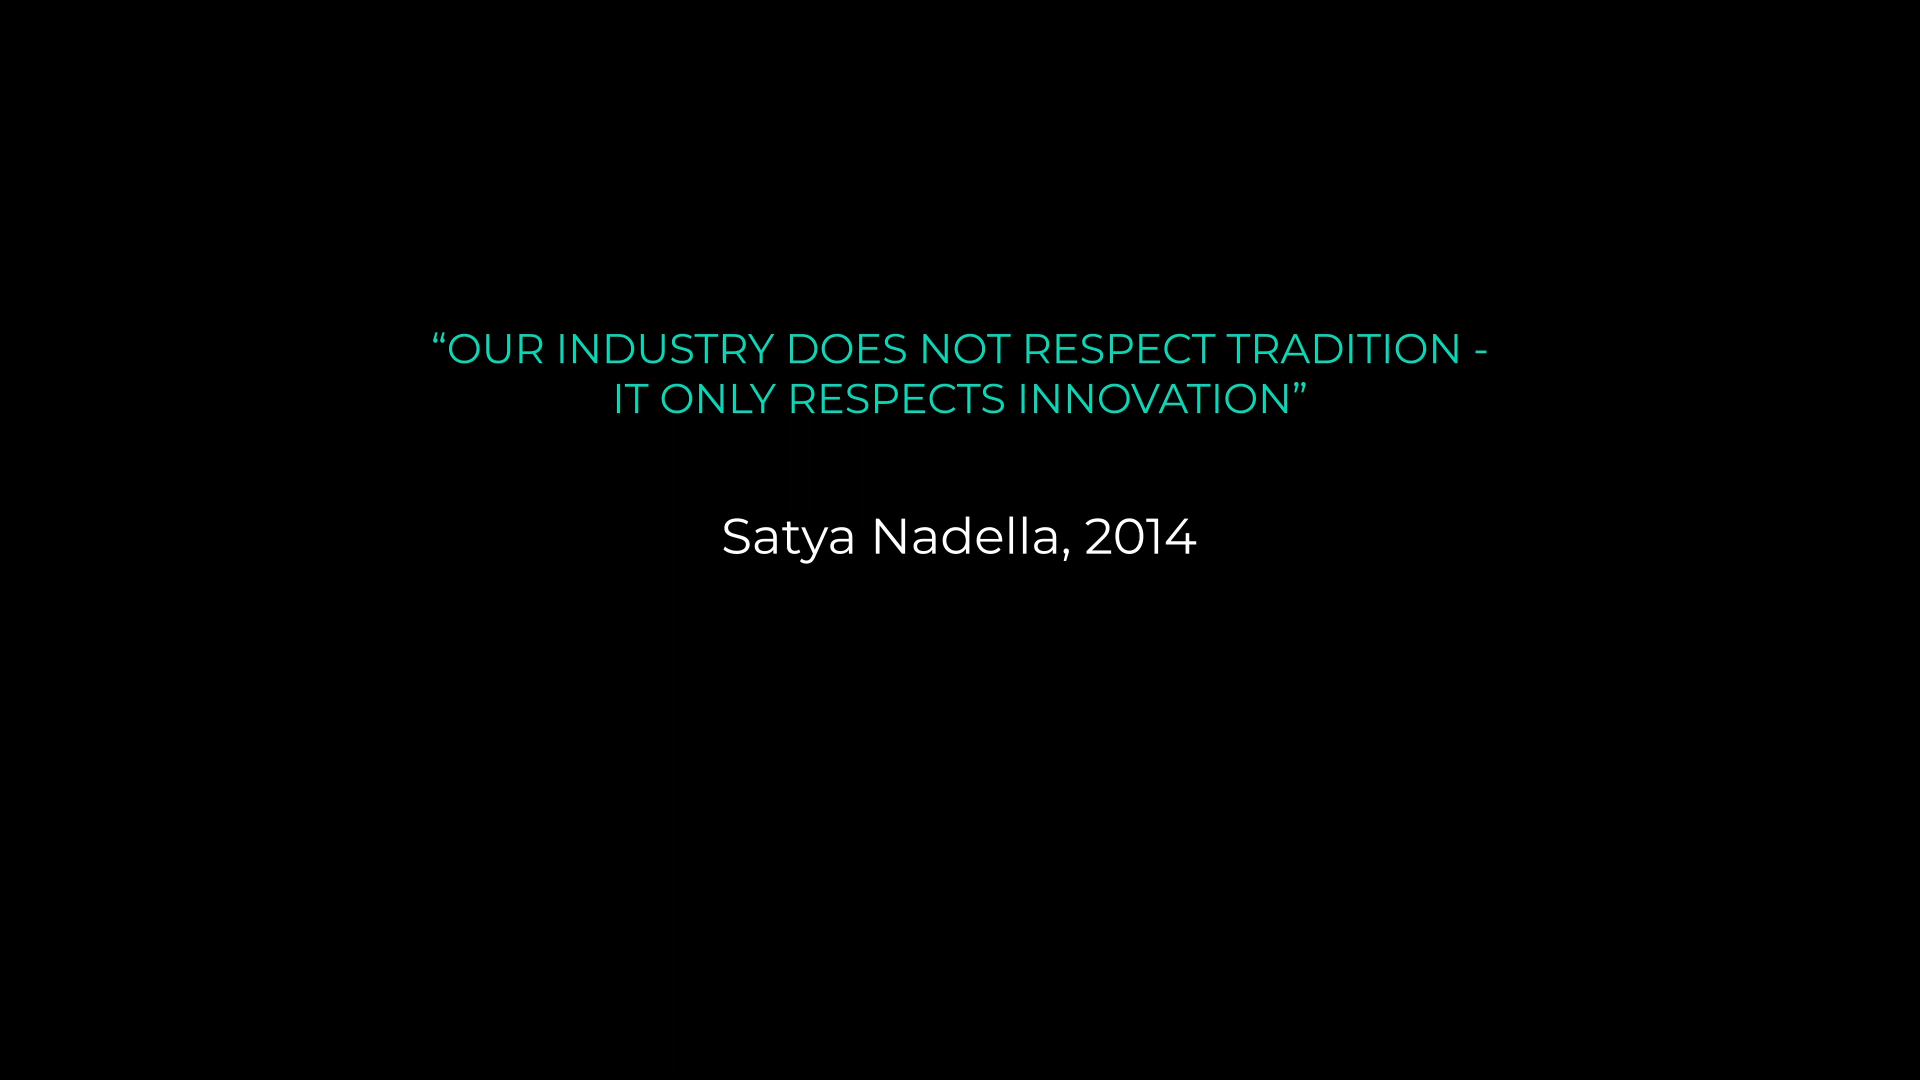 “OUR INDUSTRY DOES NOT RESPECT TRADITION -
IT ONLY RESPECTS INNOVATION”
Satya Nadella, 2014